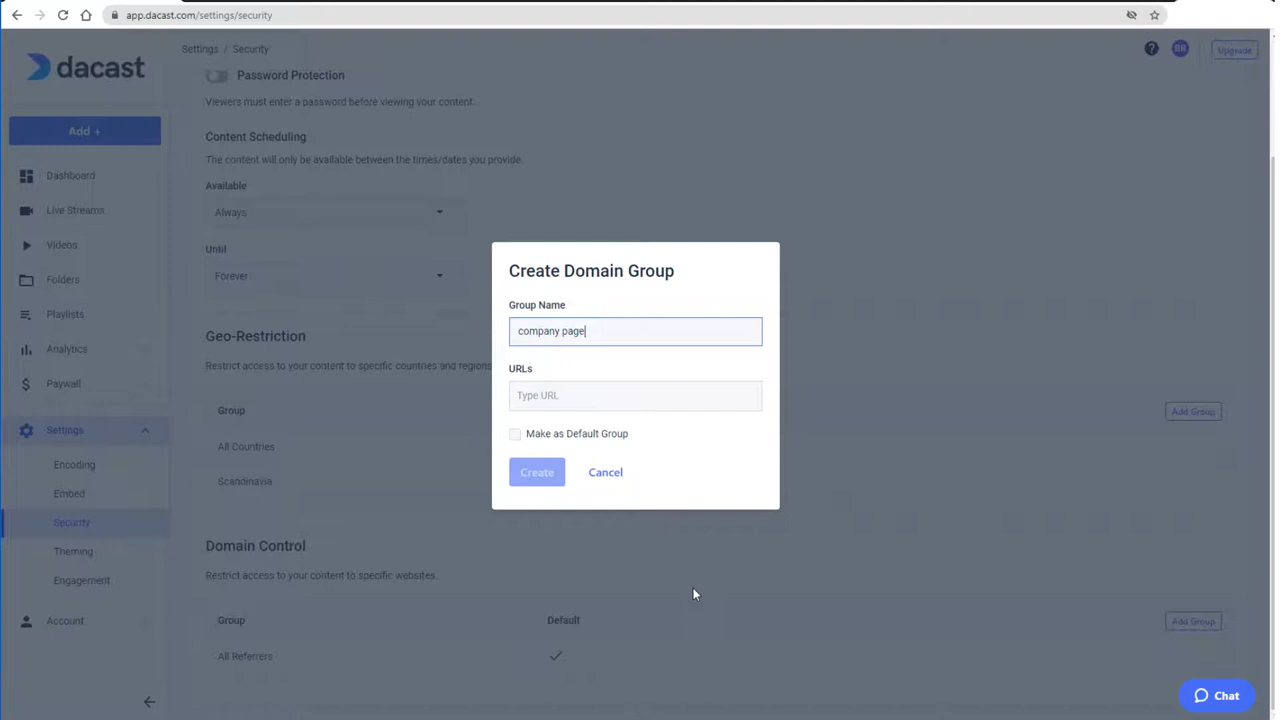 app.dacast.com/settings/security
dacast
Settings / Security
BB
Upgrade
Add +
Dashboard
Live Streams
Videos
Folders
Playlists
Analytics
Paywall
Settings
Encoding
Embed
Security
Theming
Engagement
Account
Password Protection
Viewers must enter a password before viewing your content.
Content Scheduling
The content will only be available between the times/dates you provide.
Available
Always
Until
Forever
Geo-Restriction
Restrict access to your content to specific countries and regions
Group
Add Group
All Countries
Scandinavia
Domain Control
Restrict access to your content to specific websites.
Group Default
Add Group
All Referrers
Create Domain Group
Group Name
company page
URLs
Type URL
Make as Default Group
Create Cancel
Chat